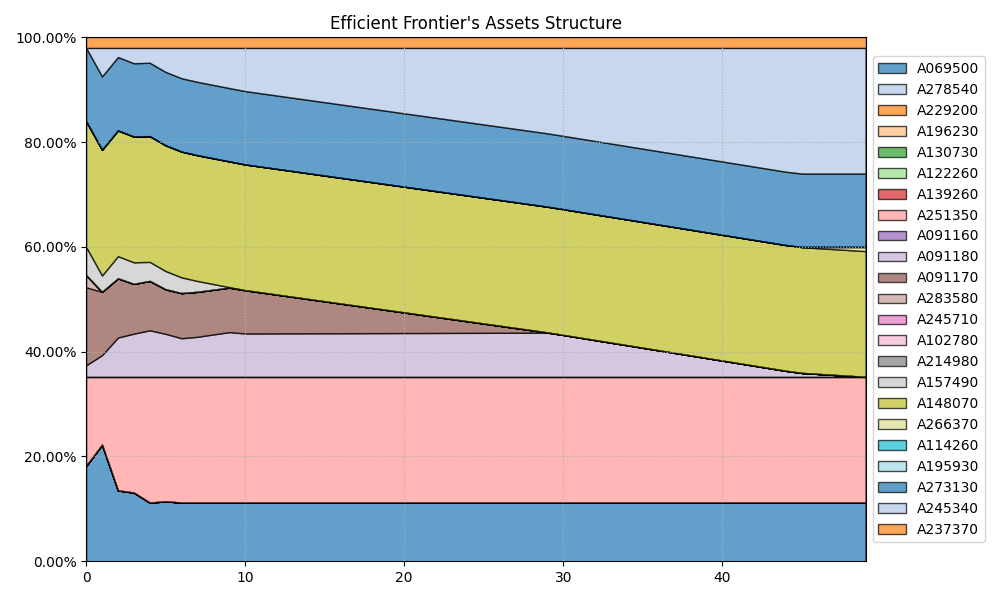 Efficient Frontier's Assets Structure
100.00%
80.00%
60.00%
40.00%
20.00%
0.00%
0
10
20
30
40
A069500
A278540
A229200
A196230
A130730
A122260
A139260
A251350
A091160
A091180
A091170
A283580
A245710
A102780
A214980
A157490
A148070
A266370
A114260
A195930
A273130
A245340
A237370